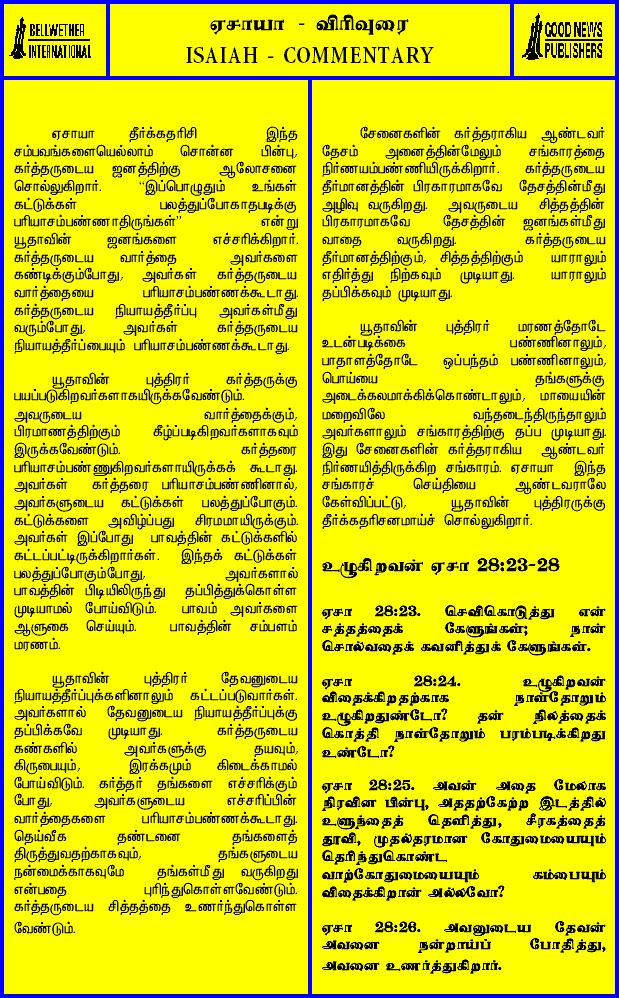 BELLWETHER
INTERNATIONAL
ஏசாயா - விரிவுரை
ISAIAH - COMMENTARY
GOOD NEWS
PUBLISHERS
ஏசாயா தீர்க்கதரிசி இந்த
சம்பவங்களையெல்லாம் சொன்ன பின்பு,
கர்த்தருடைய ஜனத்திற்கு ஆலோசனை
சொல்லுகிறார். "இப்பொழுதும் உங்கள்
கட்டுக்கள் பலத்துப்போகாதபடிக்கு
பரியாசம்பண்ணாதிருங்கள்" என்று
யூதாவின் ஜனங்களை எச்சரிக்கிறார்.
கர்த்தருடைய வார்த்தை அவர்களை
கண்டிக்கும்போது, அவர்கள் கர்த்தருடைய
வார்த்தையை பரியாசம்பண்ணக்கூடாது.
கர்த்தருடைய நியாயத்தீர்ப்பு அவர்கள்மீது
வரும்போது, அவர்கள் கர்த்தருடைய
நியாயத்தீர்ப்பையும் பரியாசம்பண்ணக்கூடாது.
யூதாவின் புத்திரர் கர்த்தருக்கு
பயப்படுகிறவர்களாகயிருக்கவேண்டும்.
அவருடைய வார்த்தைக்கும்,
பிரமாணத்திற்கும் கீழ்ப்படிகிறவர்களாகவும்
இருக்கவேண்டும். கர்த்தரை
பரியாசம்பண்ணுகிறவர்களாயிருக்கக் கூடாது.
அவர்கள் கர்த்தரை பரியாசம்பண்ணினால்,
அவர்களுடைய கட்டுக்கள் பலத்துப்போகும்.
கட்டுக்களை அவிழ்ப்பது சிரமமாயிருக்கும்.
அவர்கள் இப்போது பாவத்தின் கட்டுக்களில்
கட்டப்பட்டிருக்கிறார்கள். இந்தக் கட்டுக்கள்
பலத்துப்போகும்போது, அவர்களால்
பாவத்தின் பிடியிலிருந்து தப்பித்துக்கொள்ள
முடியாமல் போய்விடும். பாவம் அவர்களை
ஆளுகை செய்யும். பாவத்தின் சம்பளம்
மரணம்.
யூதாவின் புத்திரர் தேவனுடைய
நியாயத்தீர்ப்புக்களினாலும் கட்டப்படுவார்கள்.
அவர்களால் தேவனுடைய நியாயத்தீர்ப்புக்கு
தப்பிக்கவே முடியாது. கர்த்தருடைய
கண்களில் அவர்களுக்கு தயவும்,
கிருபையும், இரக்கமும் கிடைக்காமல்
போய்விடும். கர்த்தர் தங்களை எச்சரிக்கும்
போது, அவர்களுடைய எச்சரிப்பின்
வார்த்தைகளை பரியாசம்பண்ணக்கூடாது.
தெய்வீக தண்டனை தங்களைத்
திருத்துவதற்காகவும், தங்களுடைய
நன்மைக்காகவுமே தங்கள்மீது வருகிறது
என்பதை புரிந்துகொள்ளவேண்டும்.
கர்த்தருடைய சித்தத்தை உணர்ந்துகொள்ள
வேண்டும்.
சேனைகளின் கர்த்தராகிய ஆண்டவர்
தேசம் அனைத்தின்மேலும் சங்காரத்தை
நிர்ணயம்பண்ணியிருக்கிறார். கர்த்தருடைய
தீர்மானத்தின் பிரகாரமாகவே தேசத்தின்மீது
அழிவு வருகிறது. அவருடைய சித்தத்தின்
பிரகாரமாகவே தேசத்தின் ஜனங்கள்மீது
வாதை வருகிறது. கர்த்தருடைய
தீர்மானத்திற்கும், சித்தத்திற்கும் யாராலும்
எதிர்த்து நிற்கவும் முடியாது. யாராலும்
தப்பிக்கவும் முடியாது.
யூதாவின் புத்திரர் மரணத்தோடே
உடன்படிக்கை பண்ணினாலும்,
பாதாளத்தோடே ஒப்பந்தம் பண்ணினாலும்,
பொய்யை தங்களுக்கு
அடைக்கலமாக்கிக்கொண்டாலும், மாயையின்
மறைவிலே வந்தடைந்திருந்தாலும்
அவர்களாலும் சங்காரத்திற்கு தப்ப முடியாது.
இது சேனைகளின் கர்த்தராகிய ஆண்டவர்
நிர்ணயித்திருக்கிற சங்காரம். ஏசாயா இந்த
சங்காரச் செய்தியை ஆண்டவராலே
கேள்விப்பட்டு, யூதாவின் புத்திரருக்கு
தீர்க்கதரிசனமாய்ச் சொல்லுகிறார்.
உழுகிறவன் ஏசா 28:23-28
ஏசா 28:23. செவிகொடுத்து என்
சத்தத்தைக் கேளுங்கள்; நான்
சொல்வதைக் கவனித்துக் கேளுங்கள்.
ஏசா 28:24. உழுகிறவன்
விதைக்கிறதற்காக நாள்தோறும்
உழுகிறதுண்டோ? தன் நிலத்தைக்
கொத்தி நாள்தோறும் பரம்படிக்கிறது
உண்டோ?
ஏசா 28:25. அவன் அதை மேலாக
நிரவின பின்பு, அததற்கேற்ற இடத்தில்
உளுந்தைத் தெளித்து, சீரகத்தைத்
தூவி, முதல்தரமான கோதுமையையும்
தெரிந்துகொண்ட
வாற்கோதுமையையும் கம்பையும்
விதைக்கிறான் அல்லவோ?
ஏசா 28:26. அவனுடைய தேவன்
அவனை நன்றாய்ப் போதித்து,
அவனை உணர்த்துகிறார்.